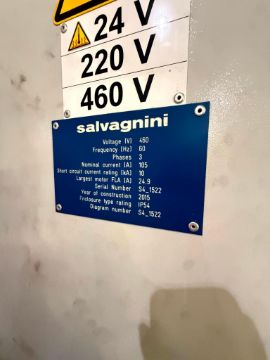 24 V
220 V
460 V
salvagnini
Voltage [V] 460
Frequency [Hz] 60
Phases 3
Nominal current [A] 105
Short circuit current rating [kA] 10
Largest motor FLA [A] 24.9
Serial Number S4_1522
Year of construction 2015
Enclosure type rating IP54
Diagram number S4_1522